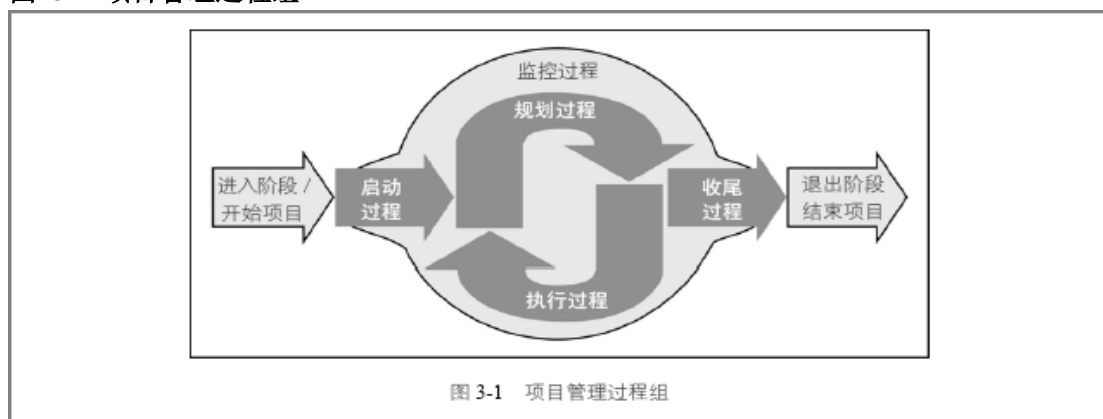 监控过程
规划过程
进入阶段 /
开始项目
启动
过程
收尾
过程
退出阶段
结束项目
执行过程
图 3-1 项目管理过程组